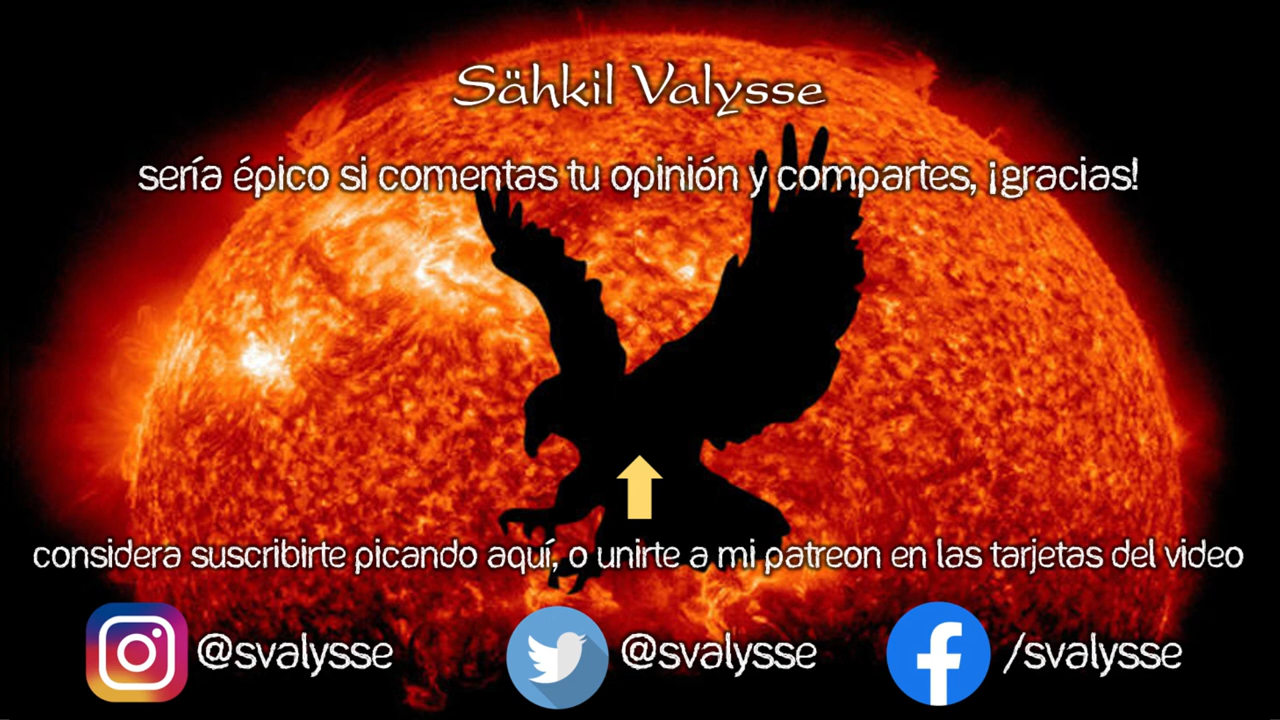 Sähkil Valysse
sería épico si comentas tu opinión y compartes, ¡gracias!
considera suscribirte picando aquí, o unirte a mi patreon en las tarjetas del video
@svalysse @svalysse /svalysse